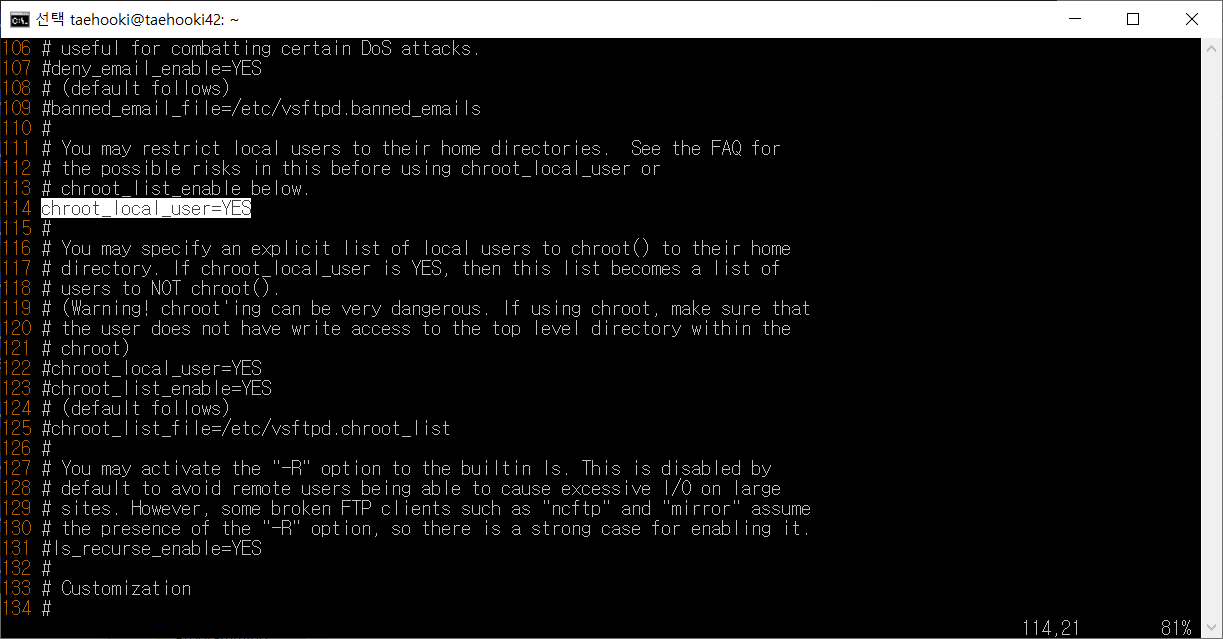 선택 taehooki@taehooki42: ~
106 # useful for combatting certain DoS attacks.
107 #deny_email_enable=YES
108 # (default follows)
109 #banned_email_file=/etc/vsftpd.banned_emails
110 #
111 # You may restrict local users to their home directories.  See the FAQ for
112 # the possible risks in this before using chroot_local_user or
113 # chroot_list_enable below.
114 chroot_local_user=YES
115 #
116 # You may specify an explicit list of local users to chroot() to their home
117 # directory. If chroot_local_user is YES, then this list becomes a list of
118 # users to NOT chroot().
119 # (Warning! chroot'ing can be very dangerous. If using chroot, make sure that
120 # the user does not have write access to the top level directory within the
121 # chroot)
122 #chroot_local_user=YES
123 #chroot_list_enable=YES
124 # (default follows)
125 #chroot_list_file=/etc/vsftpd.chroot_list
126 #
127 # You may activate the "-R" option to the builtin ls. This is disabled by
128 # default to avoid remote users being able to cause excessive I/O on large
129 # sites. However, some broken FTP clients such as "ncftp" and "mirror" assume
130 # the presence of the "-R" option, so there is a strong case for enabling it.
131 #ls_recurse_enable=YES
132 #
133 # Customization
134 #
114,21 81%